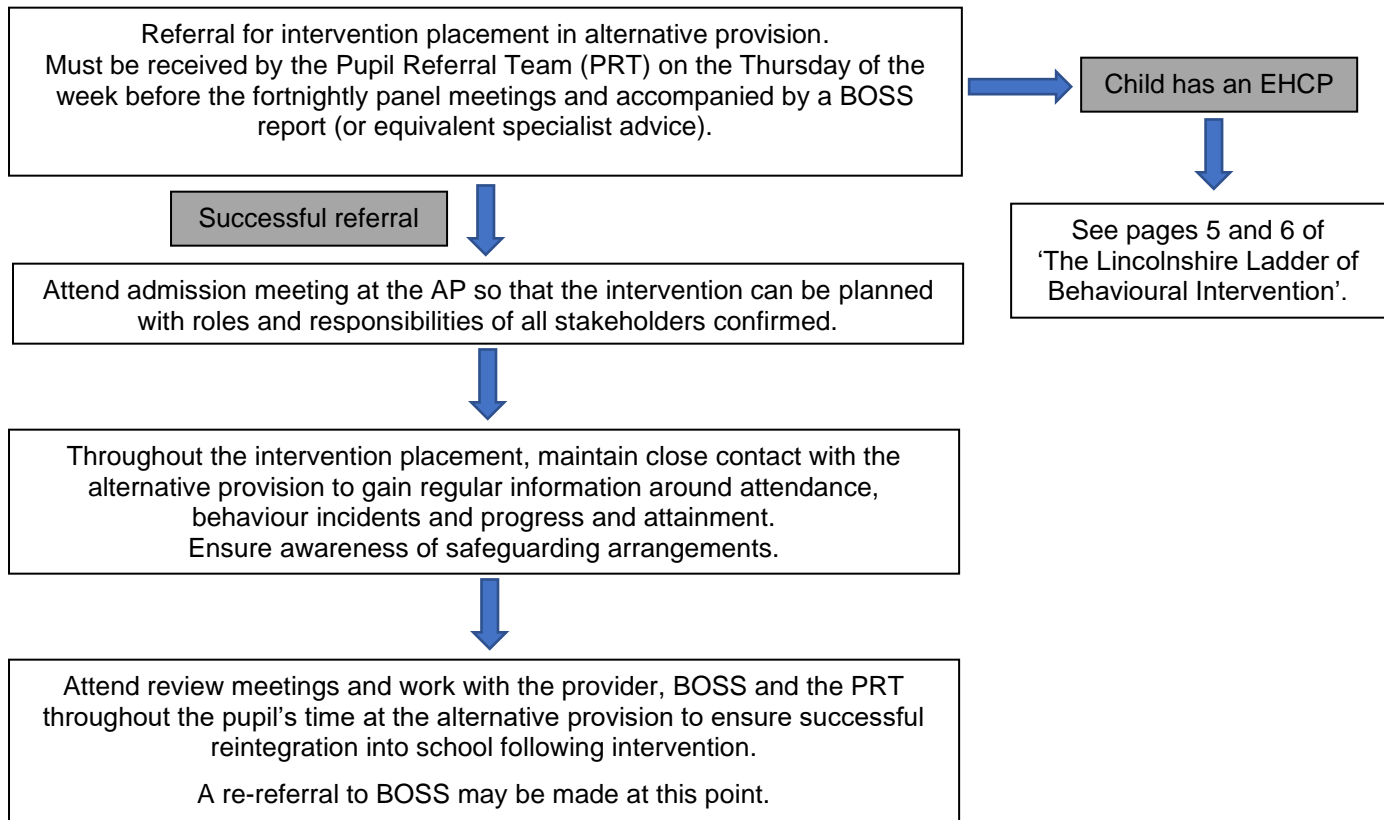 Referral for intervention placement in alternative provision.
Must be received by the Pupil Referral Team (PRT) on the Thursday of the
week before the fortnightly panel meetings and accompanied by a BOSS
report (or equivalent specialist advice).
Child has an EHCP
See pages 5 and 6 of
‘The Lincolnshire Ladder of
Behavioural Intervention’.
Successful referral
Attend admission meeting at the AP so that the intervention can be planned
with roles and responsibilities of all stakeholders confirmed.
Throughout the intervention placement, maintain close contact with the
alternative provision to gain regular information around attendance,
behaviour incidents and progress and attainment.
Ensure awareness of safeguarding arrangements.
Attend review meetings and work with the provider, BOSS and the PRT
throughout the pupil’s time at the alternative provision to ensure successful
reintegration into school following intervention.
A re-referral to BOSS may be made at this point.